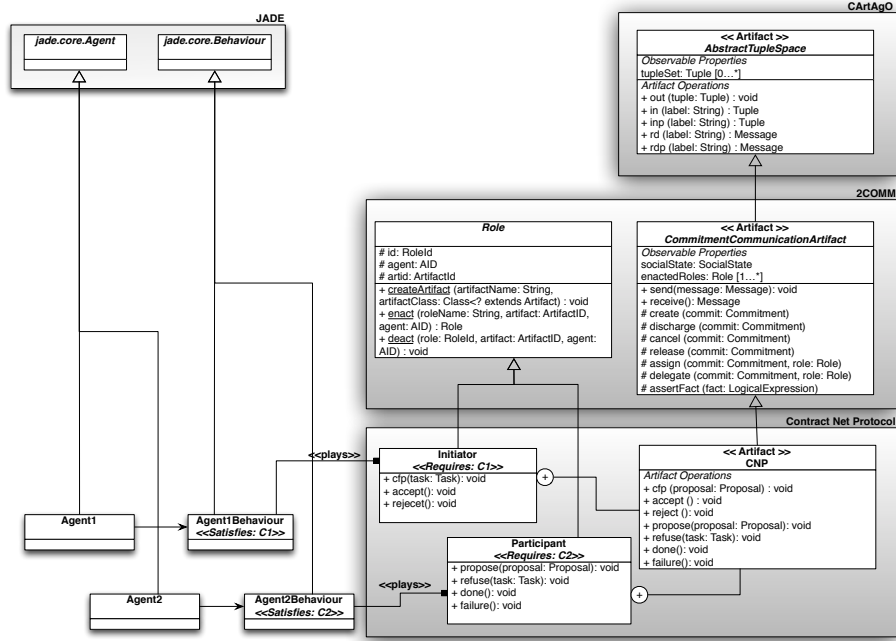 JADE
jade.core.Agent
jade.core.Behaviour
CArtAgO
<< Artifact >>
AbstractTupleSpace
Observable Properties
tupleSet: Tuple [0...*]
Artifact Operations
+ out (tuple: Tuple) : void
+ in (label: String) : Tuple
+ inp (label: String) : Tuple
+ rd (label: String) : Message
+ rdp (label: String) : Message
2COMM
Role
# id: RoleId
# agent: AID
# artid: ArtifactId
+ createArtifact (artifactName: String,
artifactClass: Class<? extends Artifact) : void
+ enact (roleName: String, artifact: ArtifactID,
agent: AID) : Role
+ deact (role: RoleId, artifact: ArtifactID, agent:
AID) : void
<< Artifact >>
CommitmentCommunicationArtifact
Observable Properties
socialState: SocialState
enactedRoles: Role [1...*]
+ send(message: Message): void
+ receive(): Message
# create (commit: Commitment)
# discharge (commit: Commitment)
# cancel (commit: Commitment)
# release (commit: Commitment)
# assign (commit: Commitment, role: Role)
# delegate (commit: Commitment, role: Role)
# assertFact (fact: LogicalExpression)
Contract Net Protocol
<<plays>>
Initiator
<<Requires: C1>>
+ cfp(task: Task): void
+ accept(): void
+ rejecet(): void
+
<< Artifact >>
CNP
Artifact Operations
+ cfp (proposal: Proposal) : void
+ accept () : void
+ reject (): void
+ propose(proposal: Proposal): void
+ refuse(task: Task): void
+ done(): void
+ failure(): void
Agent1
Agent1Behaviour
<<Satisfies: C1>>
Participant
<<Requires: C2>>
+ propose(proposal: Proposal): void
+ refuse(task: Task): void
+ done(): void
+ failure(): void
+
<<plays>>
Agent2
Agent2Behaviour
<<Satisfies: C2>>